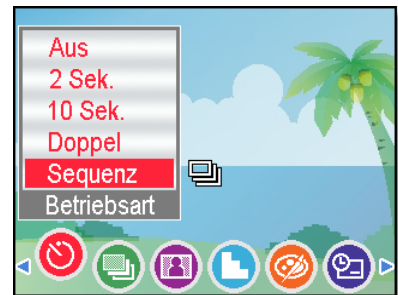 Aus
2 Sek.
10 Sek.
Doppel
Sequenz
Betriebsart